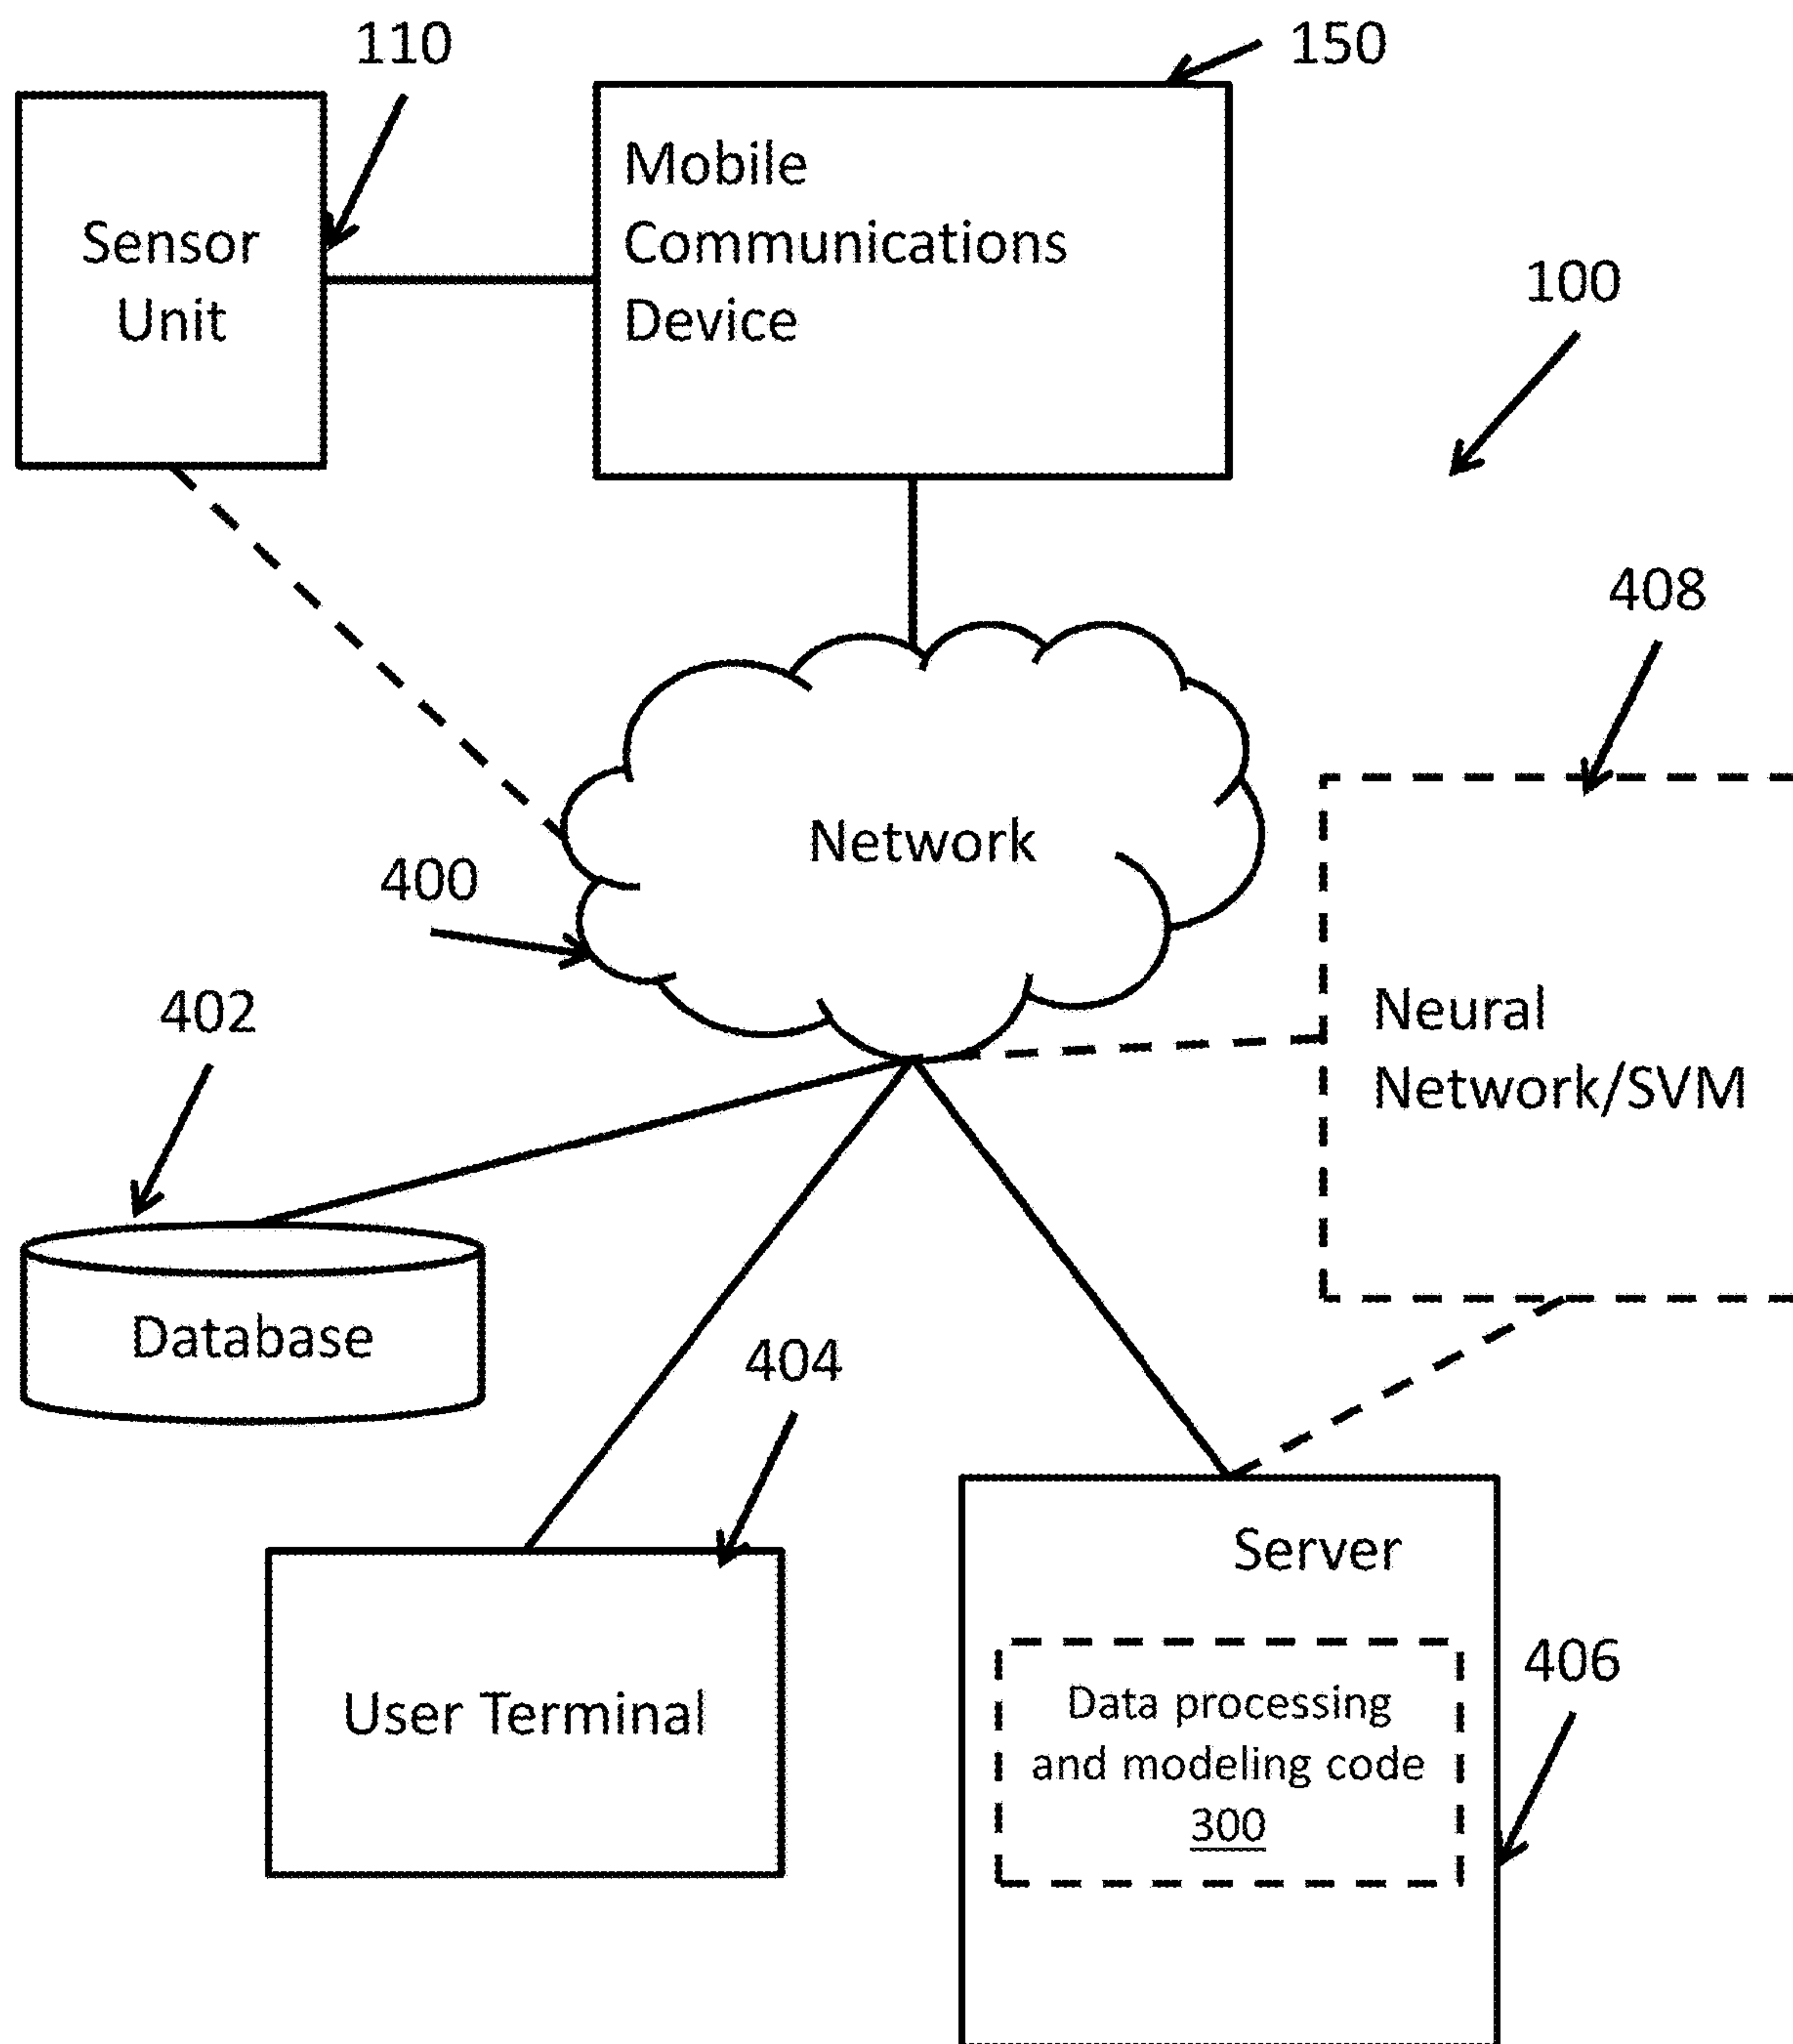 110
150
Sensor
Unit
Mobile
Communications
Device
100
408
Network
400
402
Neural
Network/SVM
Database
404
Server
406
User Terminal
Data processing
and modeling code
300